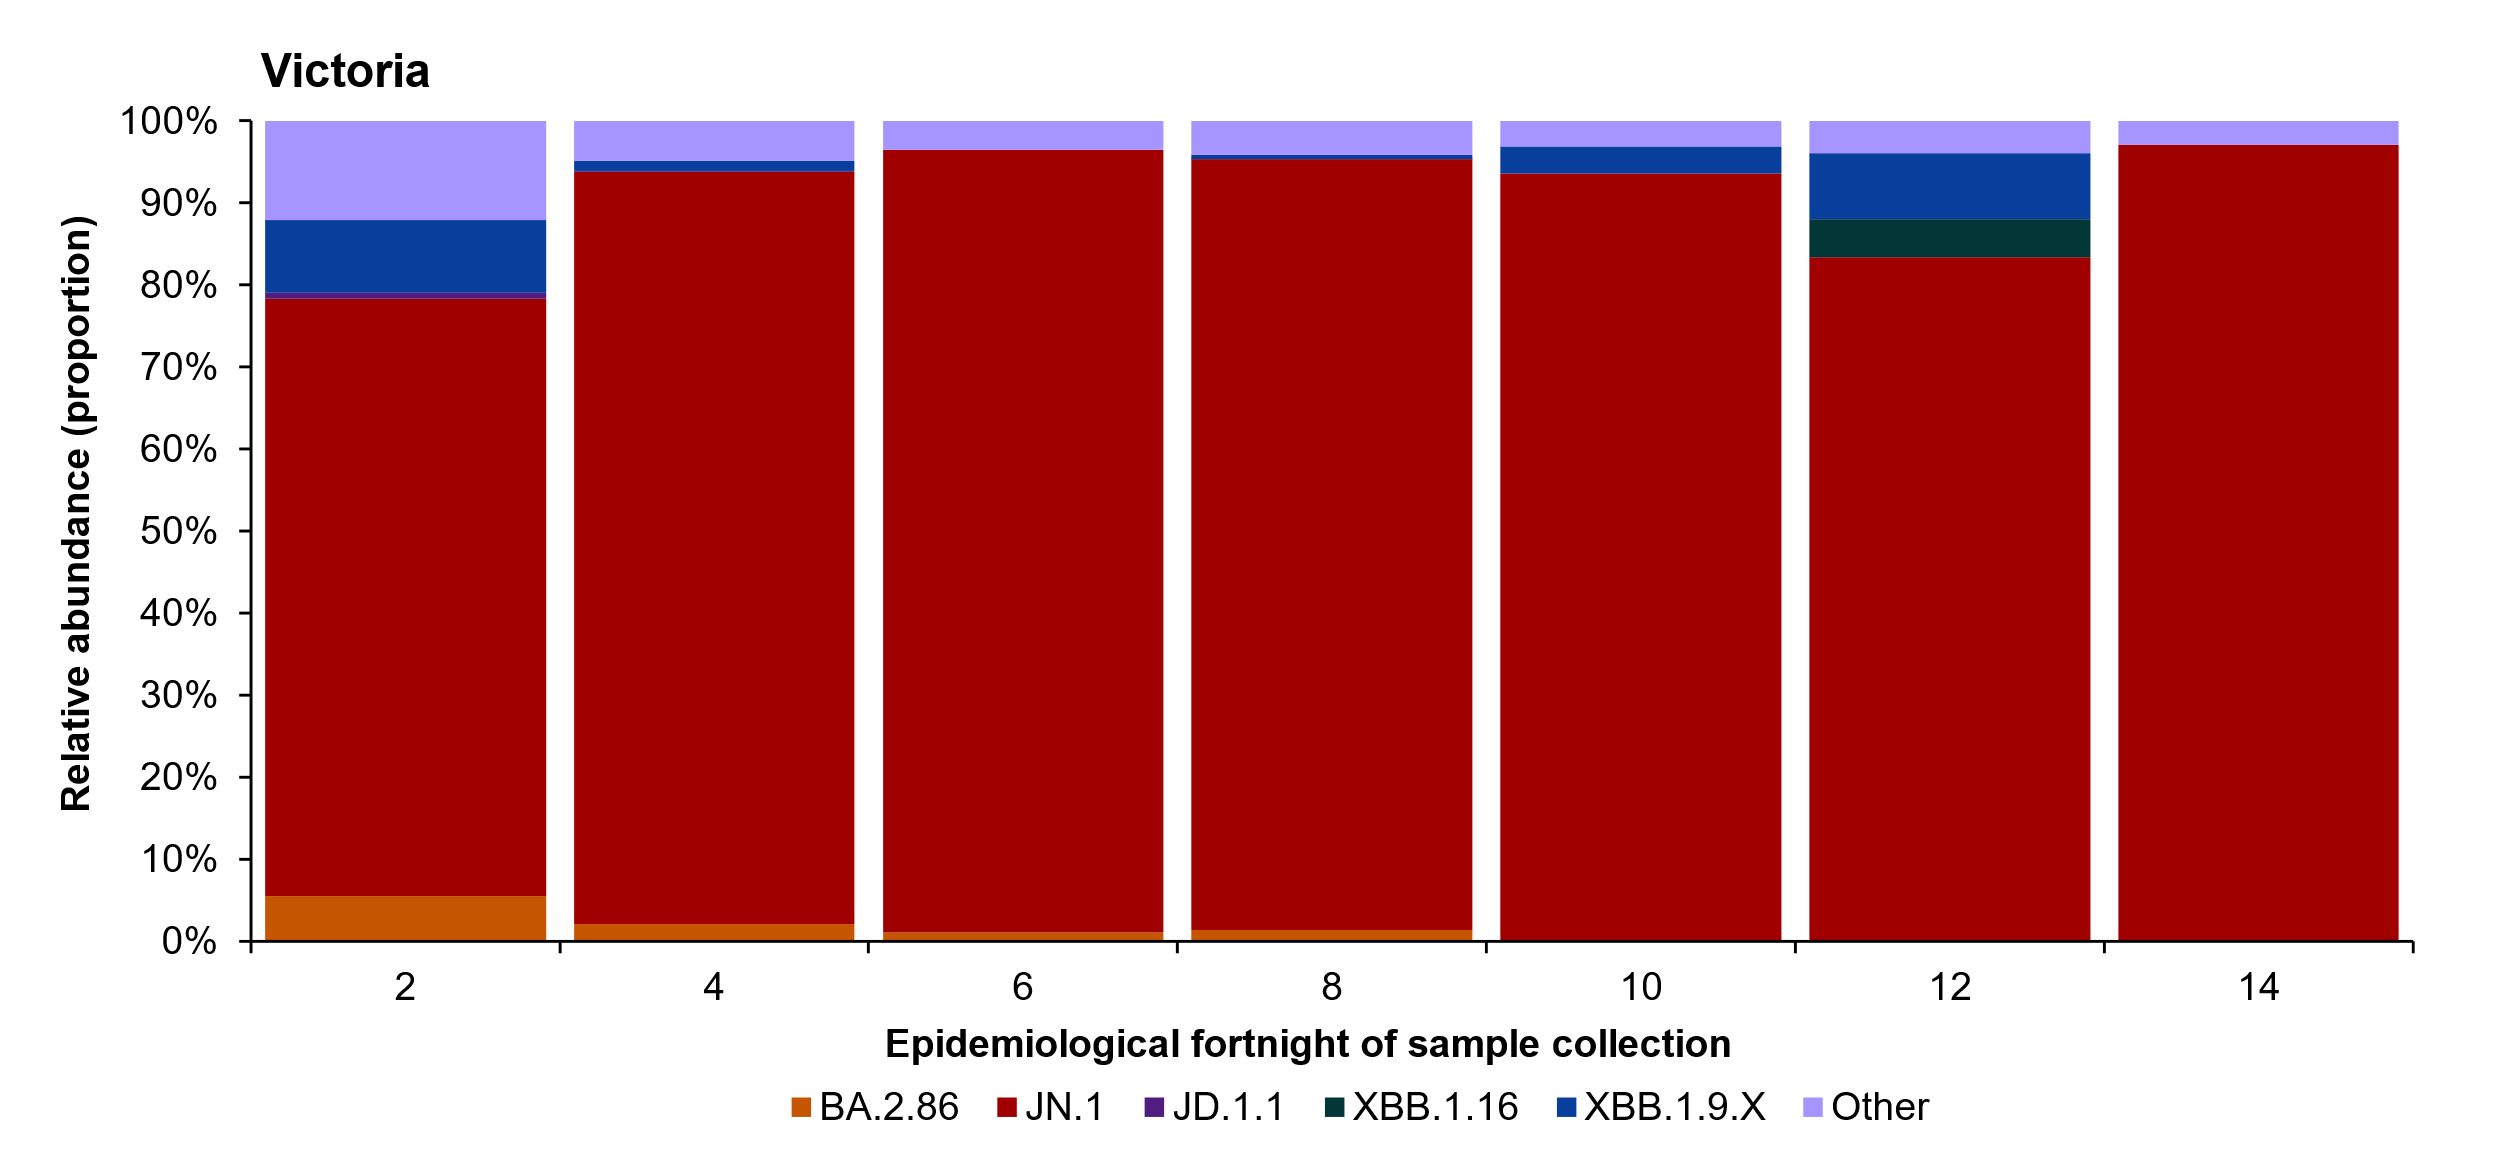 Victoria
100%
90%
80%
70%
60%
50%
40%
30%
20%
10%
0%
Relative abundance (proportion)
2 4 6 8 10 12 14
Epidemiological fortnight of sample collection
BA.2.86 JN.1 JD.1.1 XBB.1.16 XBB.1.9.X Other